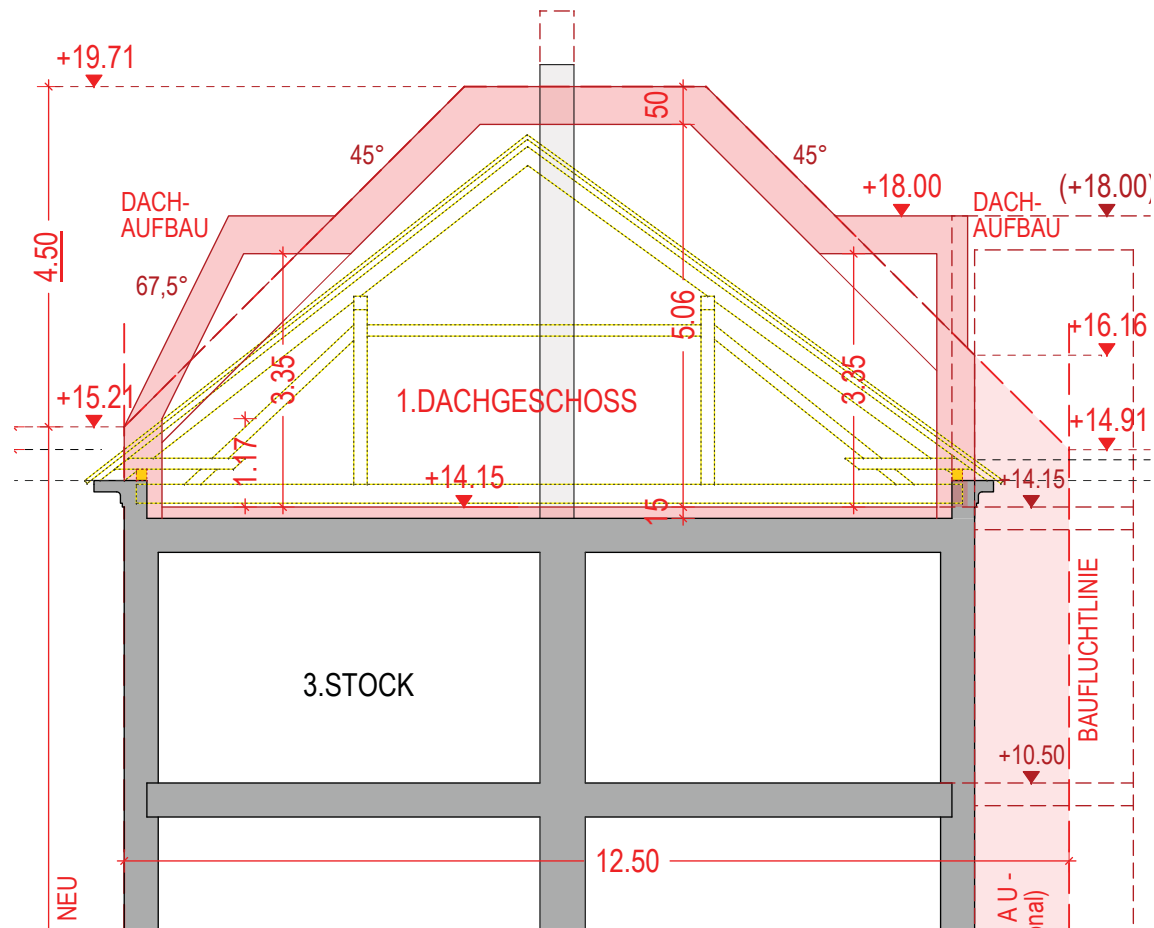 +19.71
50
45°
45°
+18.00
(+18.00)
DACH-
AUFBAU
DACH-
AUFBAU
4.50
67,5°
5.06
+16.16
3.35
3.35
+15.21
1.DACHGESCHOSS
+14.91
1.17
+14.15
+14.15
15
BAUFLUCHTLINIE
3.STOCK
+10.50
12.50
NEU
A U -
onal)